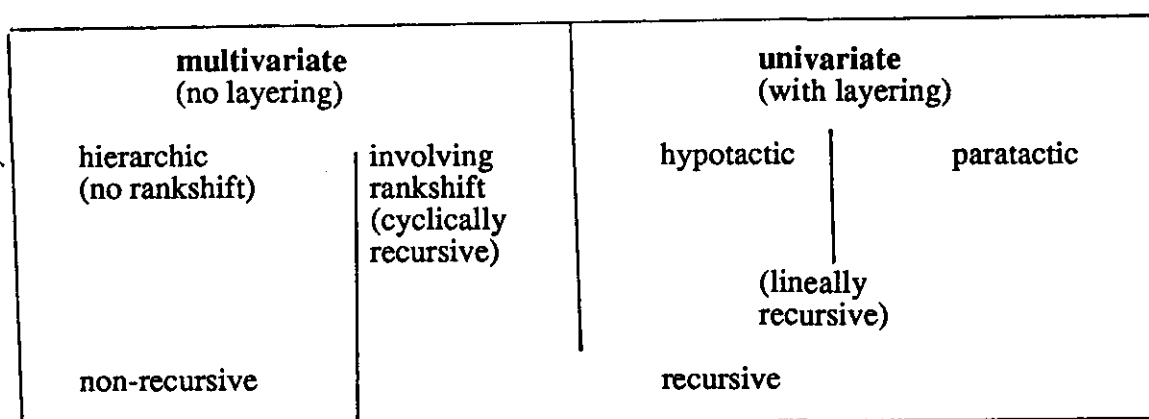 multivariate
(no layering)
univariate
(with layering)
hierarchic
(no rankshift)
involving
rankshift
(cyclically
recursive)
hypotactic
paratactic
(lineally
recursive)
non-recursive
recursive